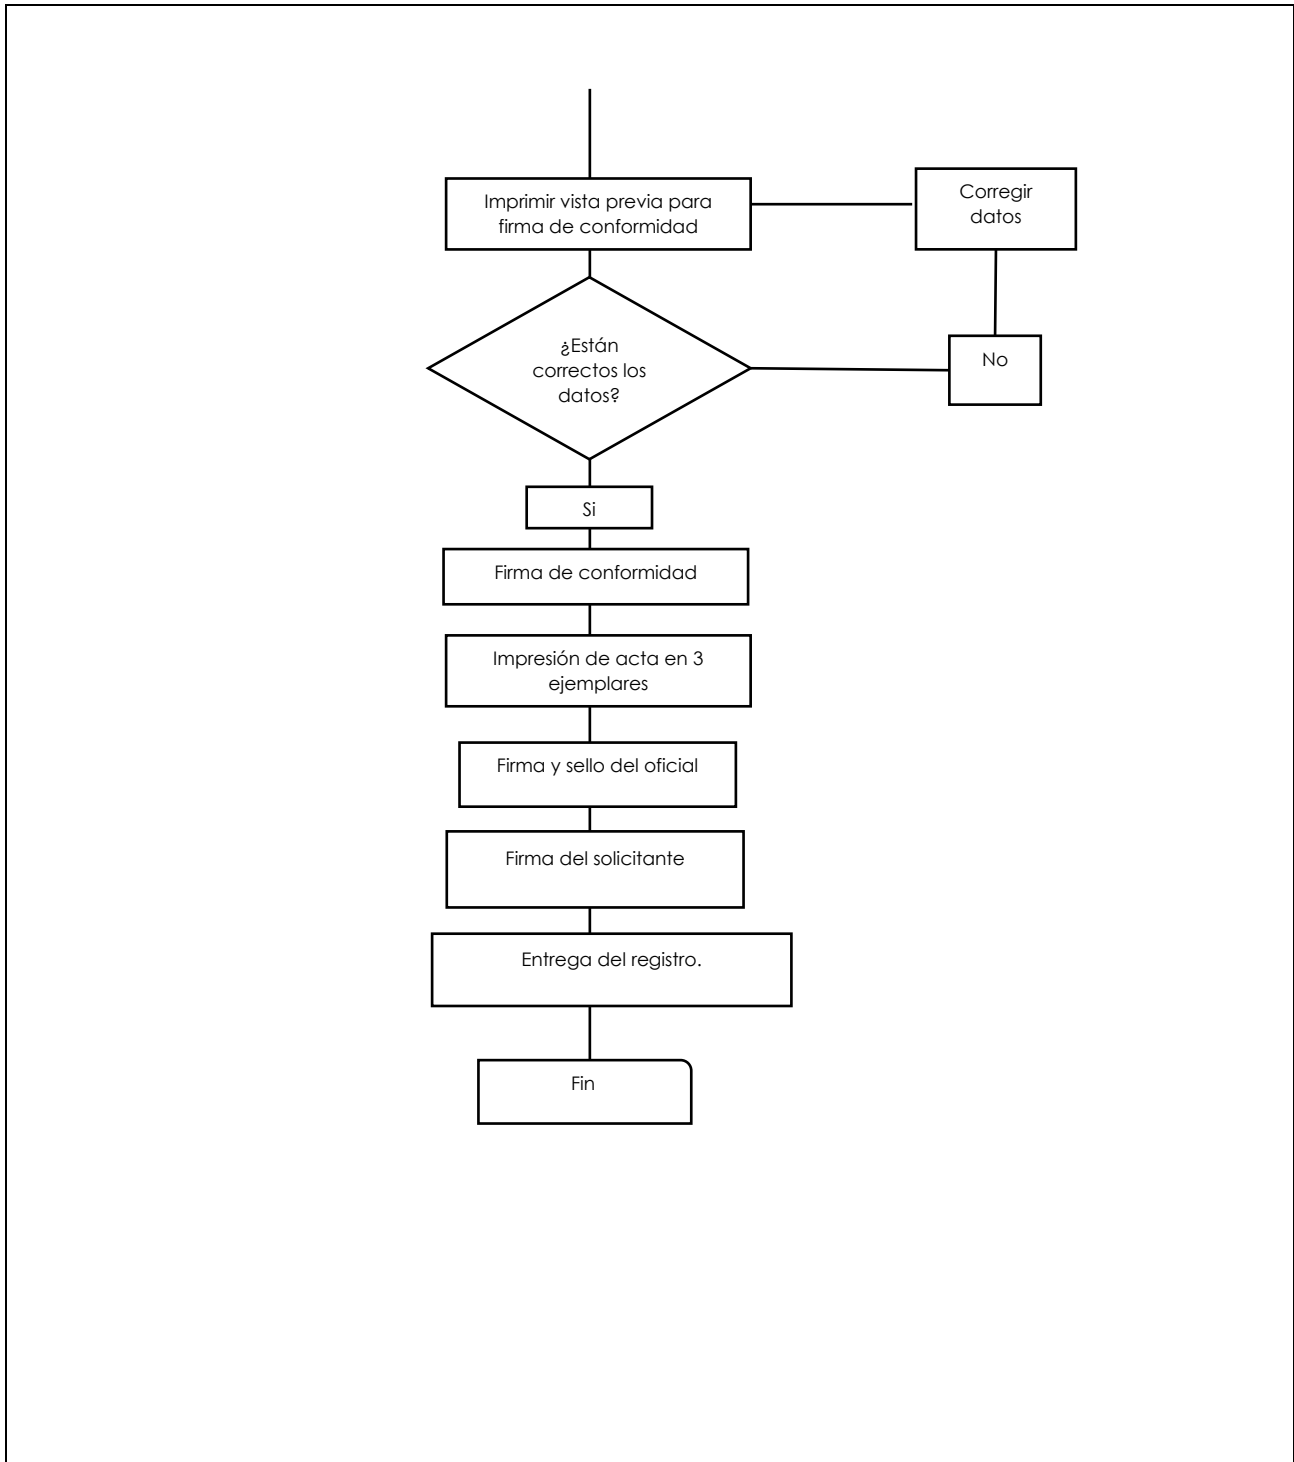 Imprimir vista previa para
firma de conformidad
Corregir
datos
¿Están
correctos los
datos?
No
Si
Firma de conformidad
Impresión de acta en 3
ejemplares
Firma y sello del oficial
Firma del solicitante
Entrega del registro.
Fin